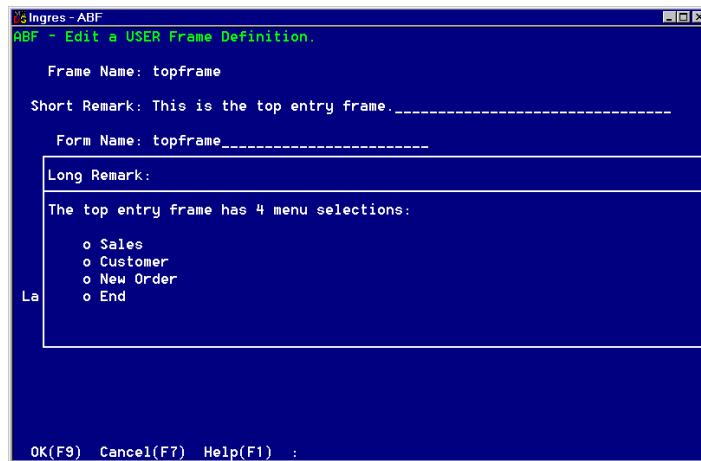 Ingres - ABF
ABF - Edit a USER Frame Definition.
Frame Name: topframe
Short Remark: This is the top entry frame.________________________________
Form Name: topframe________________________
Long Remark:
The top entry frame has 4 menu selections:
o Sales
o Customer
o New Order
La o End
OK(F9) Cancel(F7) Help(F1) :